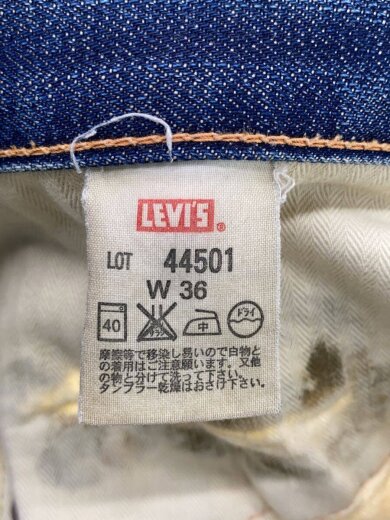 LEVI'S®
LOT 44501
W 36
40 中 ドライ
摩擦等で移染し易いので白物と
の着用はご注意願います。又他
の物と分けて洗って下さい。
タンブラー乾燥はおさけ下さい。